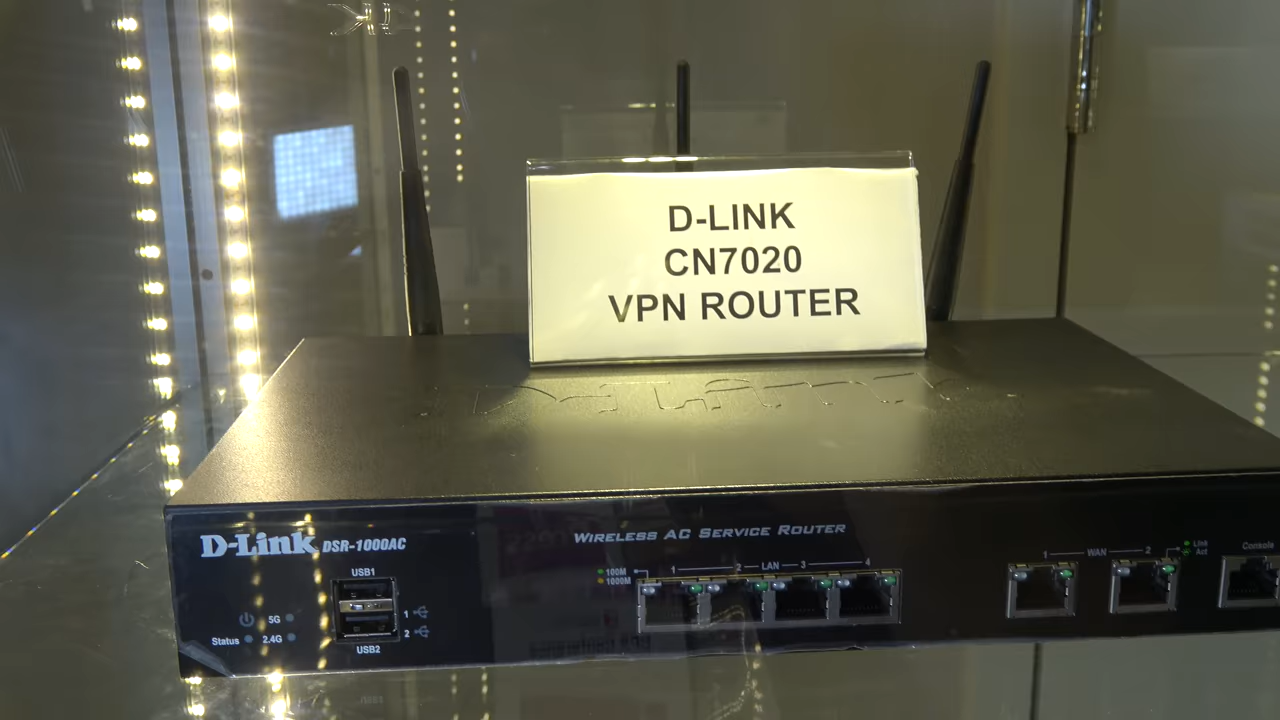 D-LINK
CN7020
VPN ROUTER
D-Link
D-Link DSR-1000AC
WIRELESS AC SERVICE ROUTER
USB1
1
2
USB2
5G
Status 2.4G
100M
1000M
1 2 LAN 3 4
1 WAN 2
Link
Act
Console